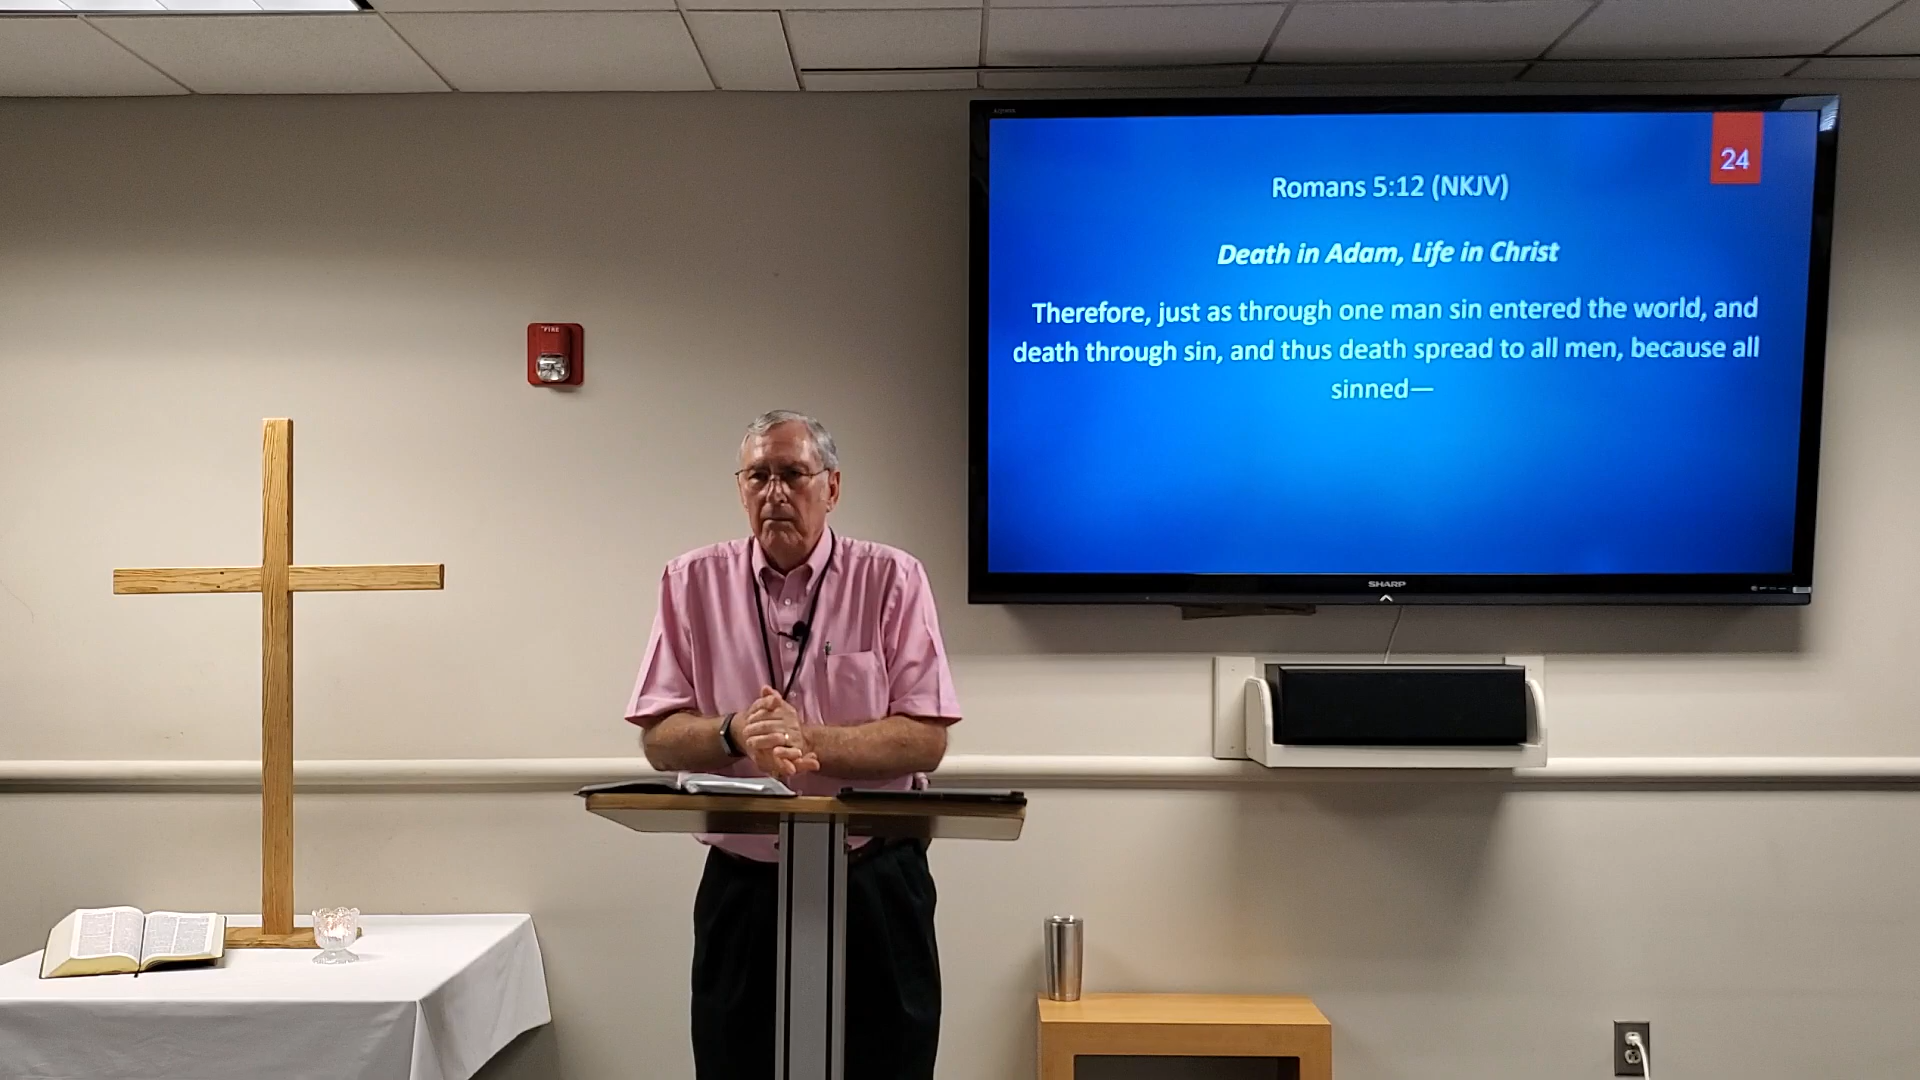 24
Romans 5:12 (NKJV)
Death in Adam, Life in Christ
Therefore, just as through one man sin entered the world, and
death through sin, and thus death spread to all men, because all
sinned—
FIRE
SHARP